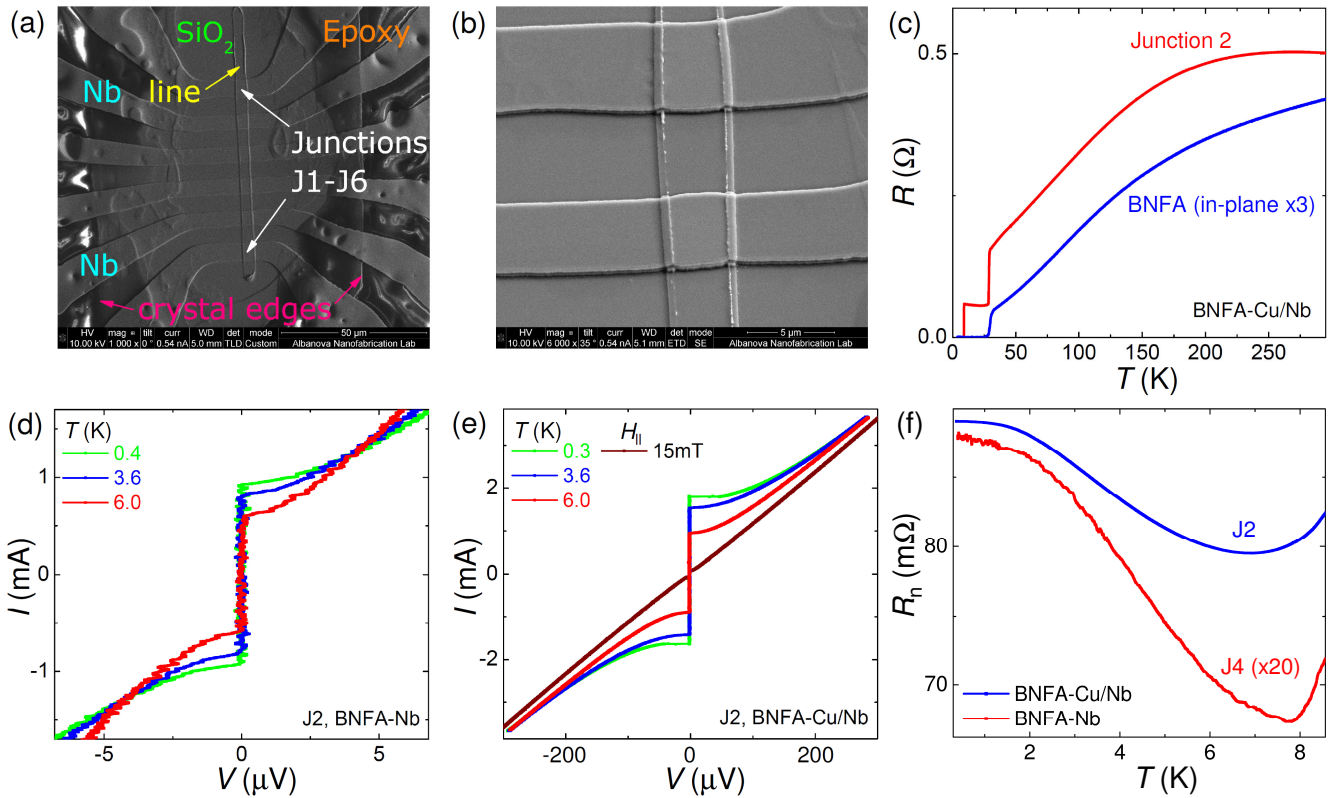 (a)
SiO2
Epoxy
Nb
line
Junctions
J1-J6
Nb
crystal edges
HV
mag
tilt
curr
WD
det
mode
50 µm
10.00 kV
1 000 x
0 °
0.54 nA
5.0 mm
TLD
Custom
Albanova Nanofabrication Lab
(b)
HV
mag
tilt
curr
WD
det
mode
5 µm
10.00 kV
6 000 x
35 °
0.54 nA
5.1 mm
ETD
SE
Albanova Nanofabrication Lab
(c)
0.5
0.0
R (Ω)
Junction 2
BNFA (in-plane x3)
BNFA-Cu/Nb
50 100 150 200 250
T (K)
(d)
T (K)
0.4
3.6
6.0
1
0
-1
I (mA)
J2, BNFA-Nb
-5 0 5
V (µV)
(e)
T (K) H||
0.3 15mT
3.6
6.0
2
0
-2
I (mA)
J2, BNFA-Cu/Nb
-200 0 200
V (µV)
(f)
80
70
Rn (mΩ)
J2
J4 (x20)
BNFA-Cu/Nb
BNFA-Nb
2 4 6 8
T (K)